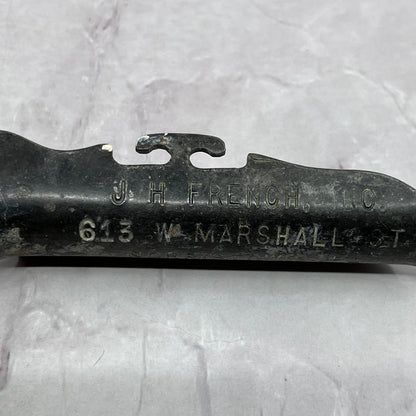 J H FRENCH, INC
613 W MARSHALL ST.